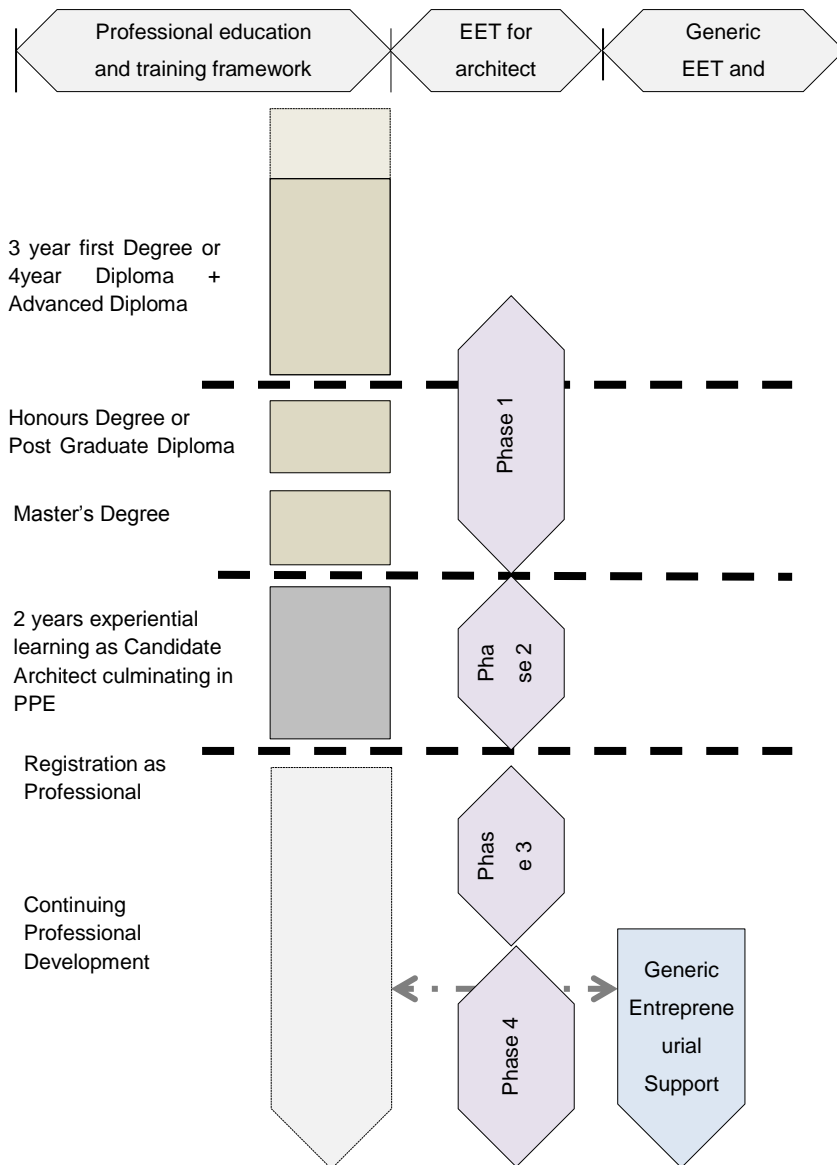 Professional education
and training framework
EET for
architect
Generic
EET and
3 year first Degree or
4year Diploma +
Advanced Diploma
Phase 1
Honours Degree or
Post Graduate Diploma
Master's Degree
2 years experiential
learning as Candidate
Architect culminating in
PPE
Pha
se 2
Registration as
Professional
Phas
e 3
Continuing
Professional
Development
Phase 4
Generic
Entreprene
urial
Support